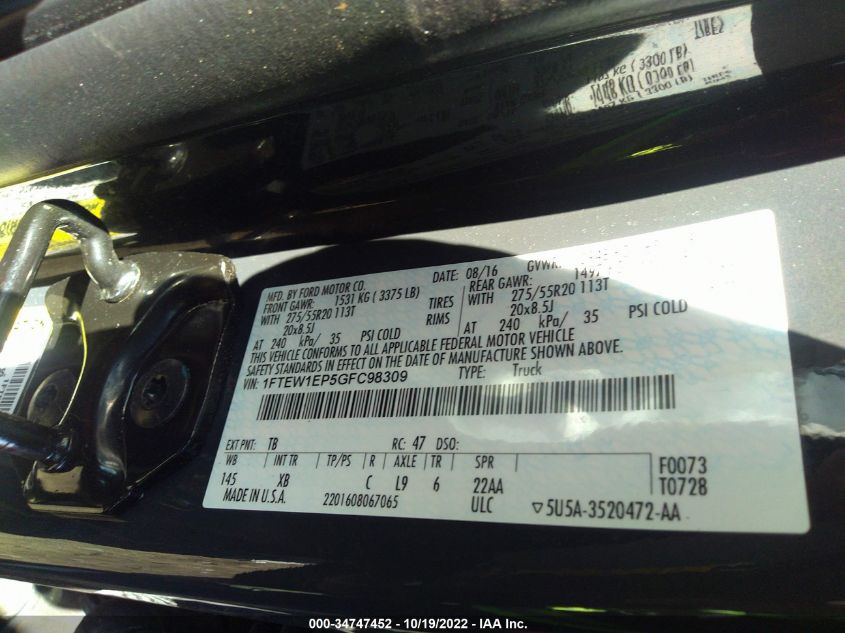 TIRES
KG ( 3300 LB)
MFD. BY FORD MOTOR CO. DATE: 08/16 GVWR:
FRONT GAWR: 1531 KG ( 3375 LB) REAR GAWR: 149
WITH 275/55R20 113T TIRES WITH 275/55R20 113T
20x8.5J RIMS 20x8.5J
AT 240 kPa/ 35 PSI COLD AT 240 kPa/ 35 PSI COLD
THIS VEHICLE CONFORMS TO ALL APPLICABLE FEDERAL MOTOR VEHICLE
SAFETY STANDARDS IN EFFECT ON THE DATE OF MANUFACTURE SHOWN ABOVE.
VIN: 1FTEW1EP5GFC98309 TYPE: Truck
EXT PNT: TB RC: 47 DSO:
WB INT TR TP/PS R AXLE TR SPR F0073
145 XB C L9 6 22AA T0728
MADE IN U.S.A. 2201608067065 ULC ▽5U5A-3520472-AA
000-34747452 - 10/19/2022 - IAA Inc.